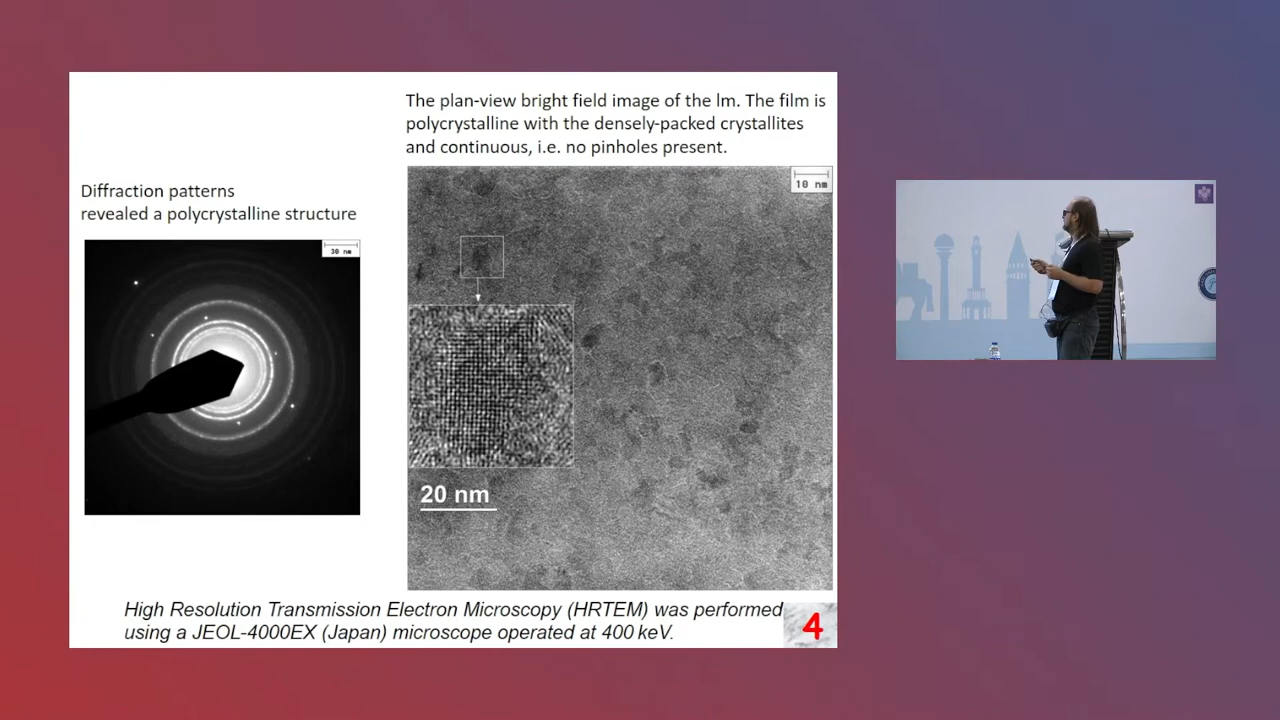 The plan-view bright field image of the lm. The film is
polycrystalline with the densely-packed crystallites
and continuous, i.e. no pinholes present.
Diffraction patterns
revealed a polycrystalline structure
30 nm
10 nm
20 nm
High Resolution Transmission Electron Microscopy (HRTEM) was performed
using a JEOL-4000EX (Japan) microscope operated at 400 keV.
4